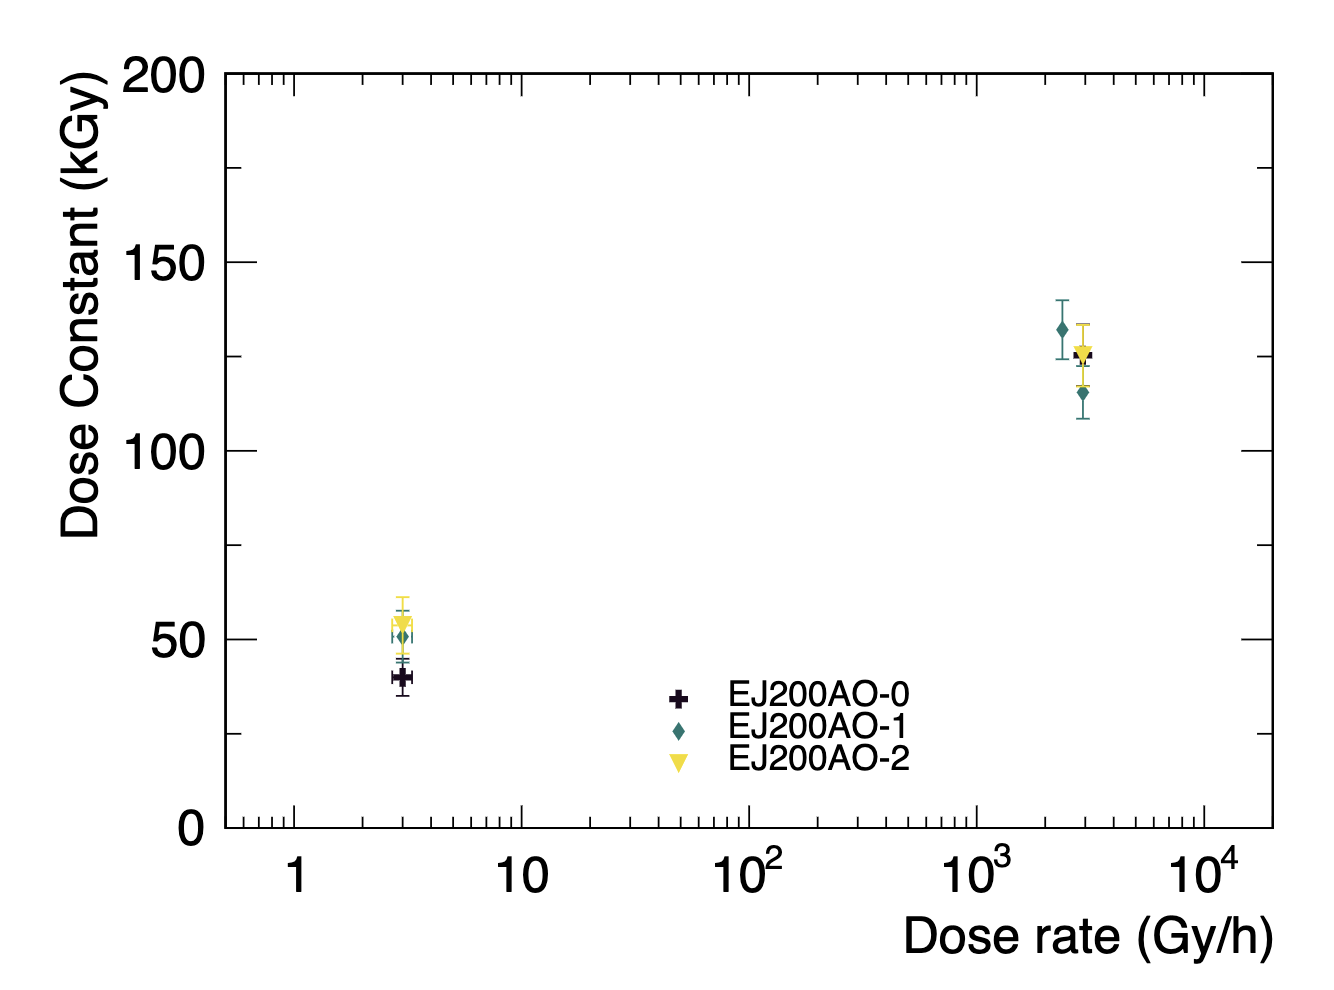 Dose Constant (kGy)
200
150
100
50
0
EJ200AO-0
EJ200AO-1
EJ200AO-2
1 10 10² 10³ 10⁴
Dose rate (Gy/h)